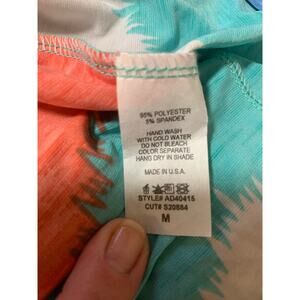 95% POLYESTER
5% SPANDEX
HAND WASH
WITH COLD WATER
DO NOT BLEACH
COLOR SEPARATE
HANG DRY IN SHADE
MADE IN U.S.A.
STYLE# AD40415
CUT# S20884
M